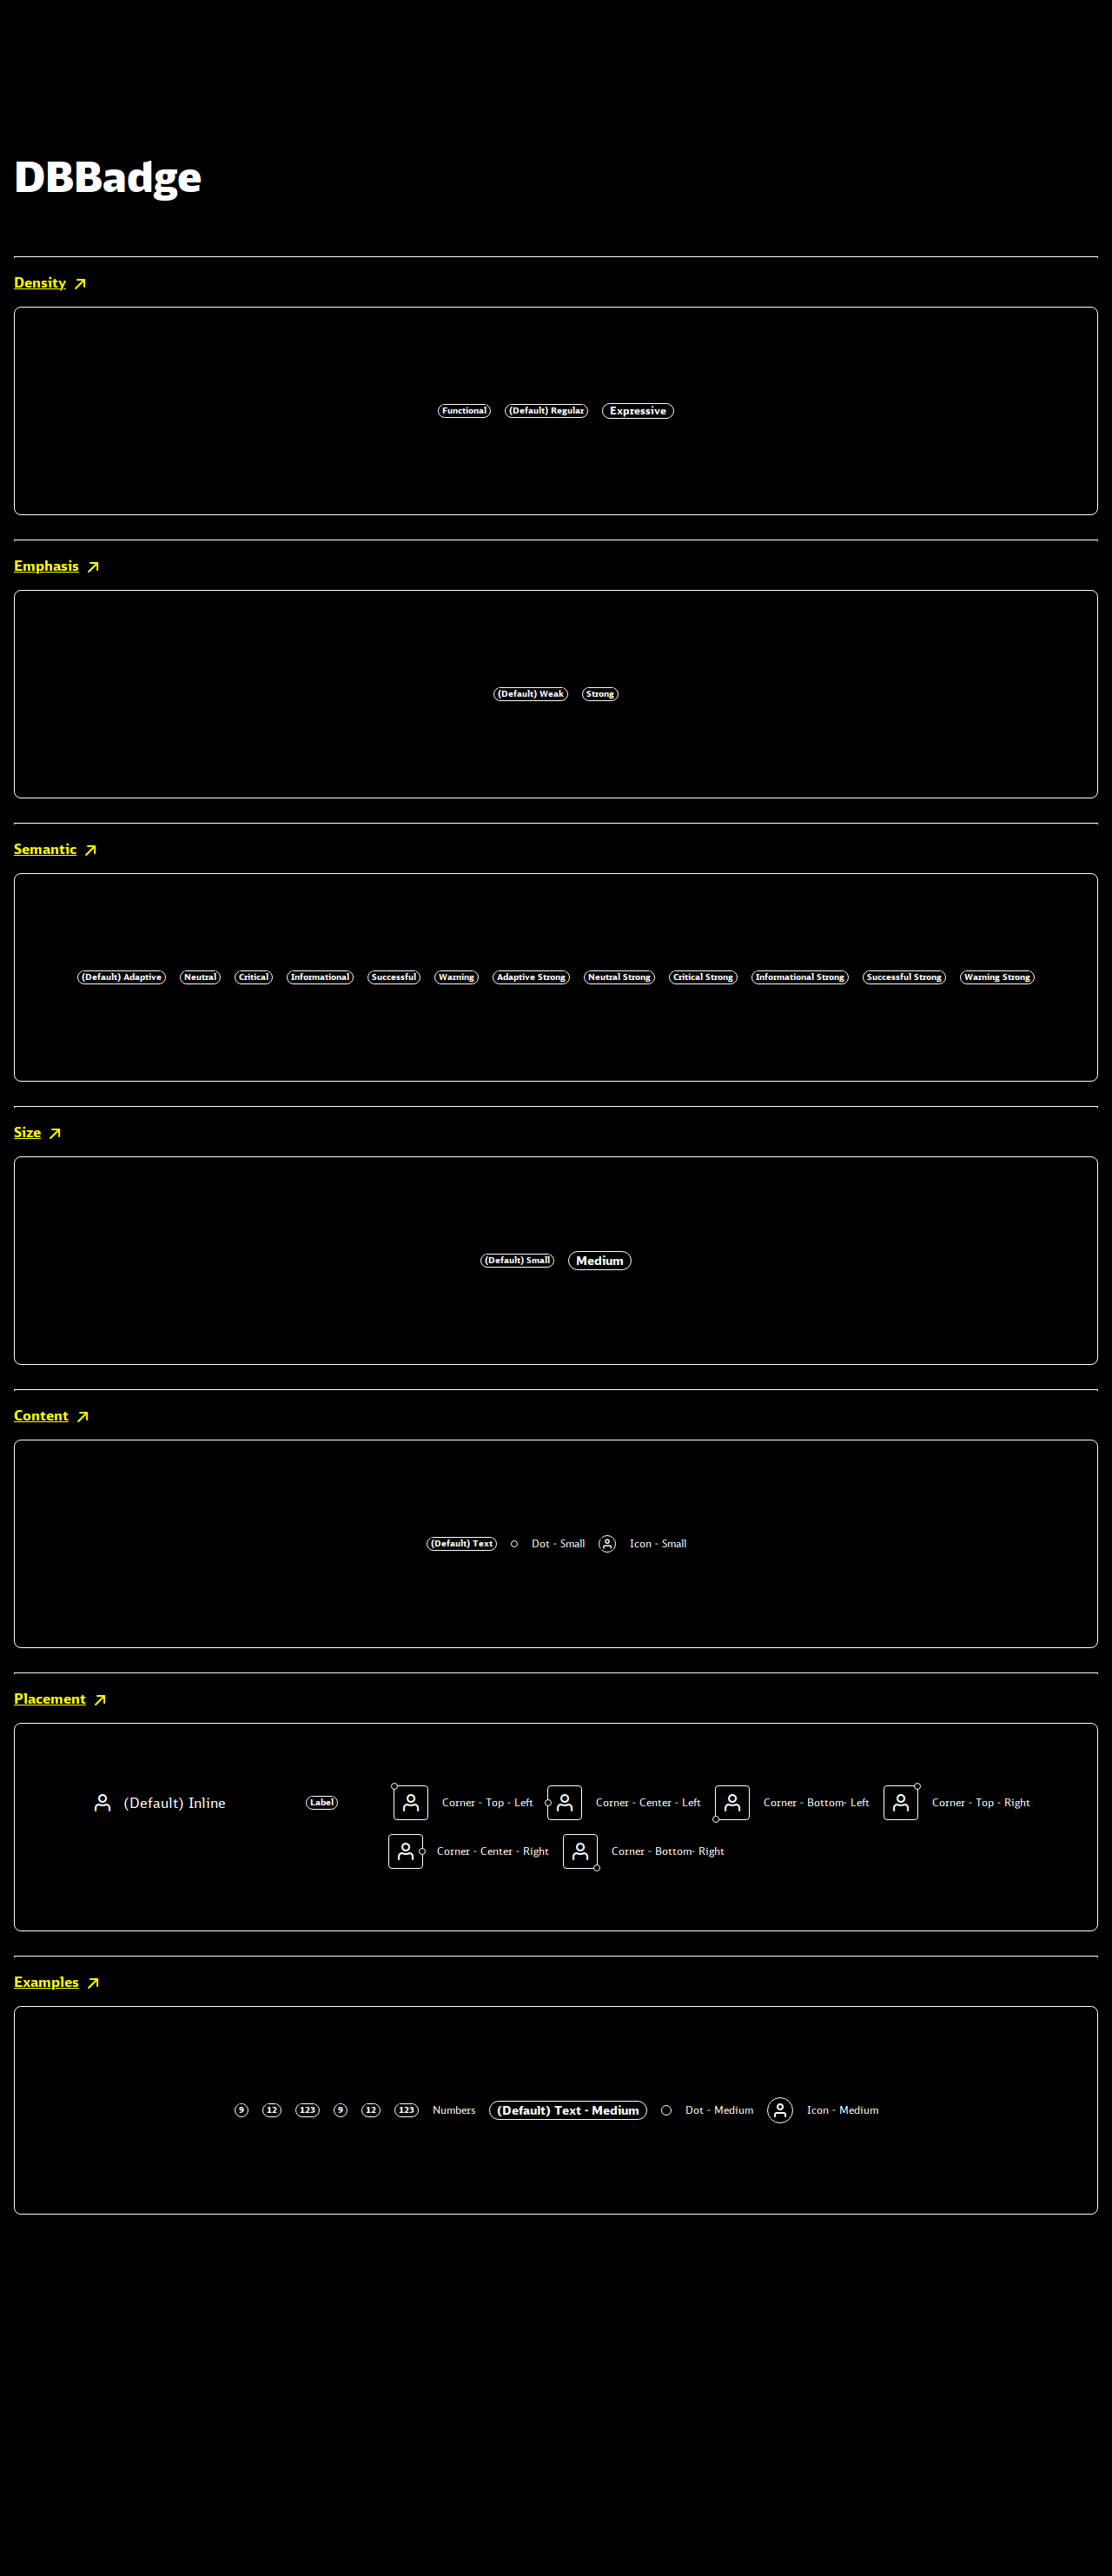 DBBadge
Density
Functional (Default) Regular Expressive
Emphasis
(Default) Weak Strong
Semantic
(Default) Adaptive Neutral Critical Informational Successful Warning Adaptive Strong Neutral Strong Critical Strong Informational Strong Successful Strong Warning Strong
Size
(Default) Small Medium
Content
(Default) Text Dot - Small Icon - Small
Placement
(Default) Inline Label Corner - Top - Left Corner - Center - Left Corner - Bottom- Left Corner - Top - Right
Corner - Center - Right Corner - Bottom- Right
Examples
9 12 123 9 12 123 Numbers (Default) Text - Medium Dot - Medium Icon - Medium